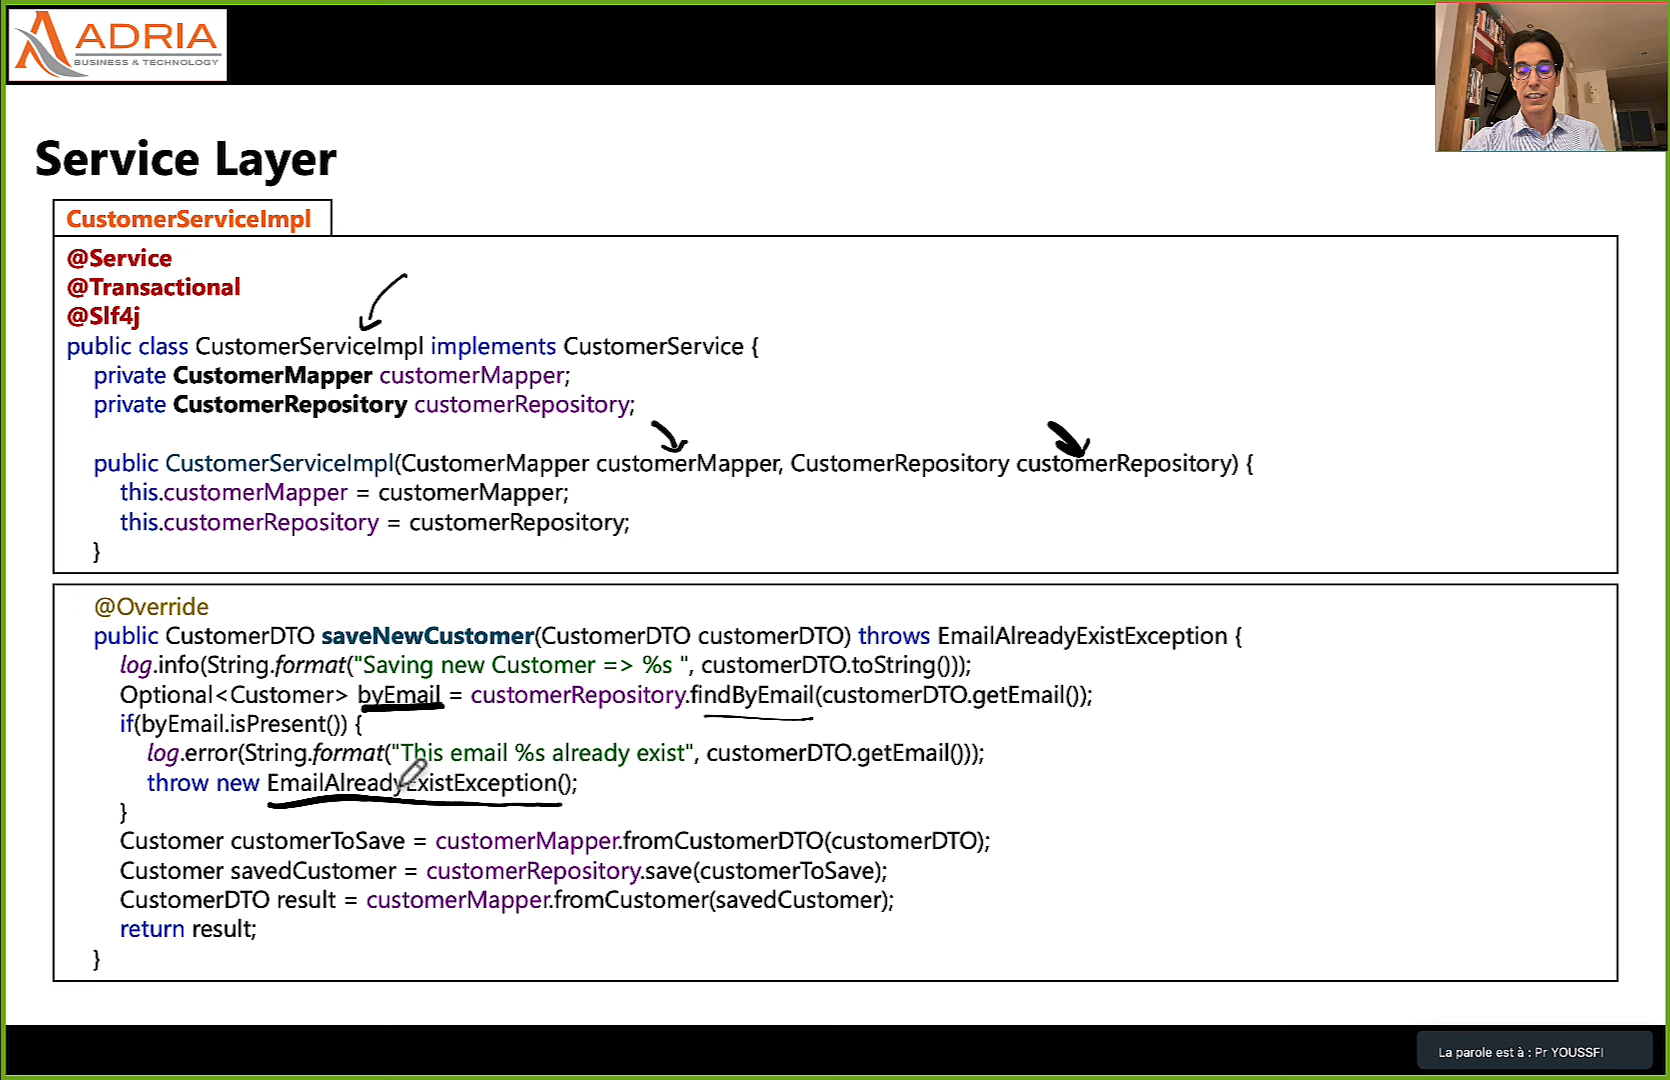 ADRIA
BUSINESS & TECHNOLOGY
Service Layer
CustomerServiceImpl
@Service
@Transactional
@Slf4j
public class CustomerServiceImpl implements CustomerService {
private CustomerMapper customerMapper;
private CustomerRepository customerRepository;
public CustomerServiceImpl(CustomerMapper customerMapper, CustomerRepository customerRepository) {
this.customerMapper = customerMapper;
this.customerRepository = customerRepository;
}
@Override
public CustomerDTO saveNewCustomer(CustomerDTO customerDTO) throws EmailAlreadyExistException {
log.info(String.format("Saving new Customer => %s ", customerDTO.toString()));
Optional<Customer> byEmail = customerRepository.findByEmail(customerDTO.getEmail());
if(byEmail.isPresent()) {
log.error(String.format("This email %s already exist", customerDTO.getEmail()));
throw new EmailAlreadyExistException();
}
Customer customerToSave = customerMapper.fromCustomerDTO(customerDTO);
Customer savedCustomer = customerRepository.save(customerToSave);
CustomerDTO result = customerMapper.fromCustomer(savedCustomer);
return result;
}
La parole est à : Pr YOUSSFI